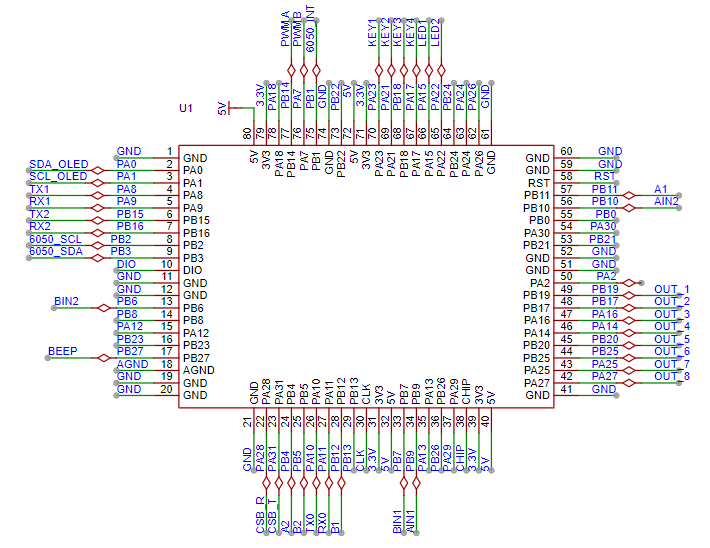 PWM_A PWM_B 6050_INT KEY1 KEY2 KEY3 KEY4 LED1 LED2
3.3V PA18 PB14 PA7 PB1 GND PB22 5V 3.3V PA23 PA21 PB18 PA17 PA15 PA22 PB24 PA24 PA26 GND
U1 5V
80 79 78 77 76 75 74 73 72 71 70 69 68 67 66 65 64 63 62 61
5V 3V3 PA18 PB14 PA7 PB1 GND PB22 5V 3V3 PA23 PA21 PB18 PA17 PA15 PA22 PB24 PA24 PA26 GND
GND 1 GND GND 60 GND
SDA_OLED PA0 2 PA0 GND 59 GND
SCL_OLED PA1 3 PA1 RST 58 RST
TX1 PA8 4 PA8 PB11 57 PB11 A1
RX1 PA9 5 PA9 PB10 56 PB10 AIN2
TX2 PB15 6 PB15 PB0 55 PB0
RX2 PB16 7 PB16 PA30 54 PA30
6050_SCL PB2 8 PB2 PB21 53 PB21
6050_SDA PB3 9 PB3 GND 52 GND
DIO 10 DIO GND 51 GND
GND 11 GND PA2 50 PA2
GND 12 GND PB19 49 PB19 OUT_1
BIN2 PB6 13 PB6 PB17 48 PB17 OUT_2
PB8 14 PB8 PA16 47 PA16 OUT_3
PA12 15 PA12 PA14 46 PA14 OUT_4
PB23 16 PB23 PB20 45 PB20 OUT_5
BEEP PB27 17 PB27 PB25 44 PB25 OUT_6
AGND 18 AGND PA25 43 PA25 OUT_7
GND 19 GND PA27 42 PA27 OUT_8
GND 20 GND GND 41 GND
GND PA28 PA31 PB4 PB5 PA10 PA11 PB12 PB13 CLK 3V3 5V PB7 PB9 PA13 PB26 PA29 CHIP 3V3 5V
21 22 23 24 25 26 27 28 29 30 31 32 33 34 35 36 37 38 39 40
GND PA28 PA31 PB4 PB5 PA10 PA11 PB12 PB13 CLK 3.3V 5V PB7 PB9 PA13 PB26 PA29 CHIP 3.3V 5V
CSB_R CSB_T A2 B2 TX0 RX0 B1 BIN1 AIN1